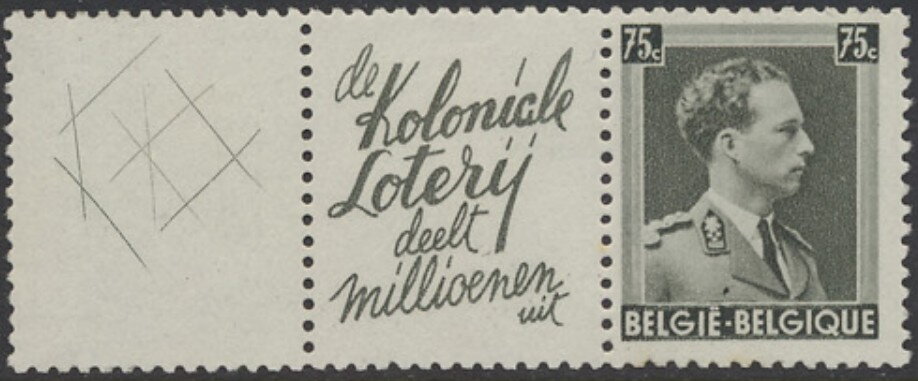 de
Koloniale
Loterij
deelt
millioenen
uit
75c 75c
BELGIË-BELGIQUE